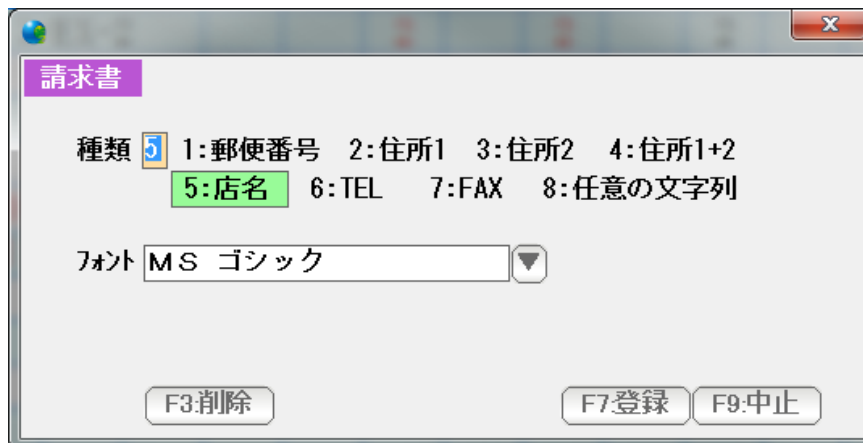 請求書
種類 5 1:郵便番号 2:住所1 3:住所2 4:住所1+2
5:店名 6:TEL 7:FAX 8:任意の文字列
フォント ＭＳ ゴシック
F3:削除 F7:登録 F9:中止